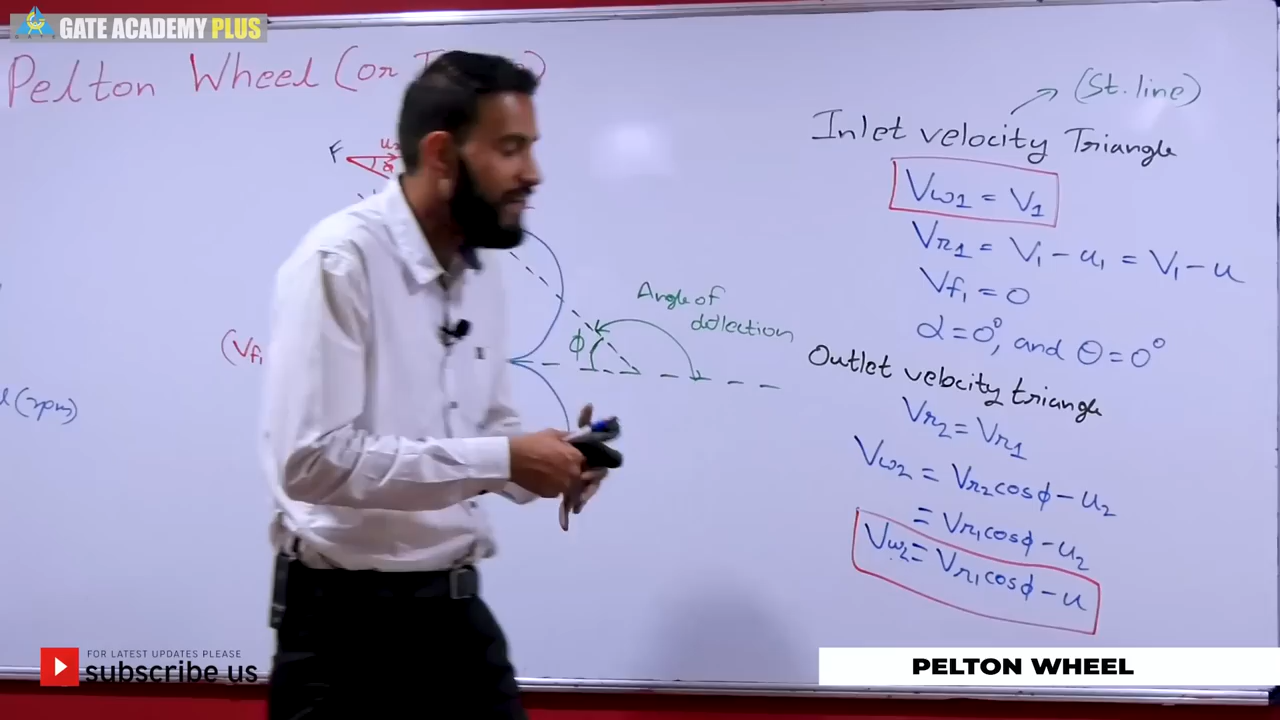 GATE ACADEMY PLUS
Pelton Wheel (or
F
(St. line)
Inlet velocity Triangle
Vw1 = V1
Vr1 = V1 - u1 = V1 - u
Vf1 = 0
α = 0°, and θ = 0°
Angle of
deflection
ϕ
(Vf1
(rpm)
Outlet velocity triangle
Vr2 = Vr1
Vw2 = Vr2 cosϕ - u2
= Vr1 cosϕ - u2
Vw2 = Vr1 cosϕ - u
FOR LATEST UPDATES PLEASE
subscribe us
PELTON WHEEL